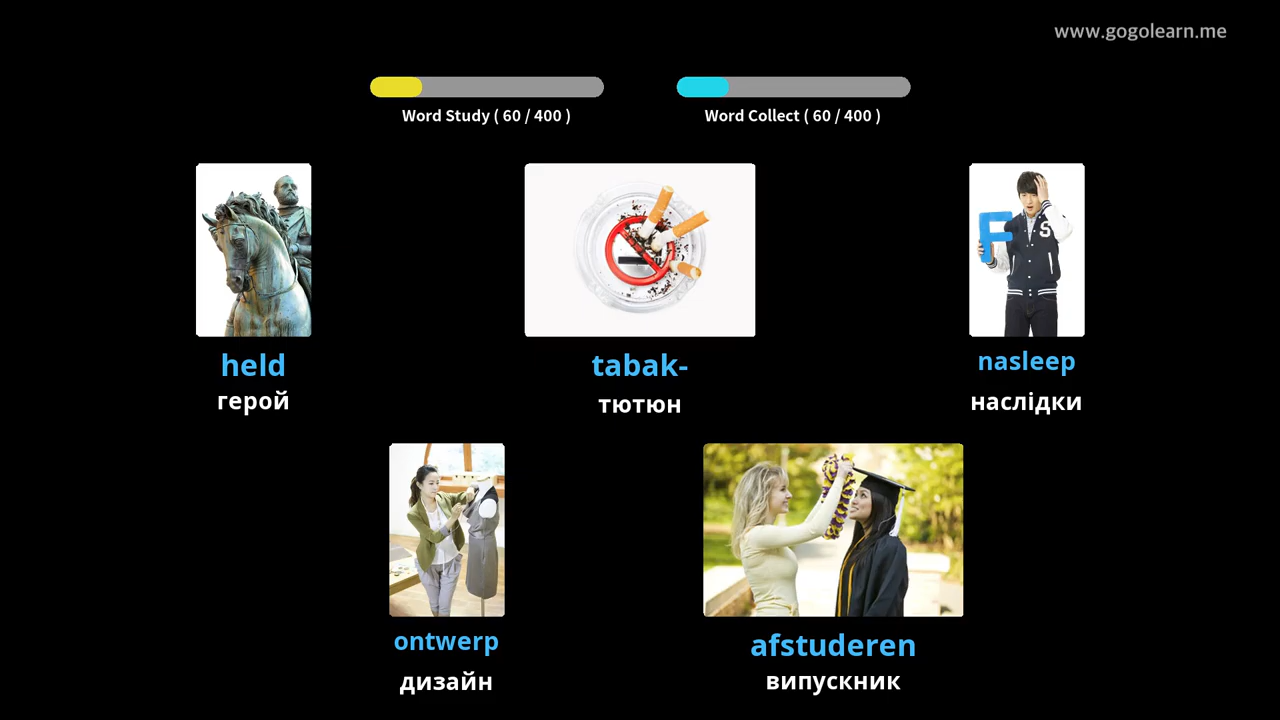 www.gogolearn.me
Word Study ( 60 / 400 )
Word Collect ( 60 / 400 )
F
S
held
герой
tabak-
тютюн
nasleep
наслідки
ontwerp
дизайн
afstuderen
випускник